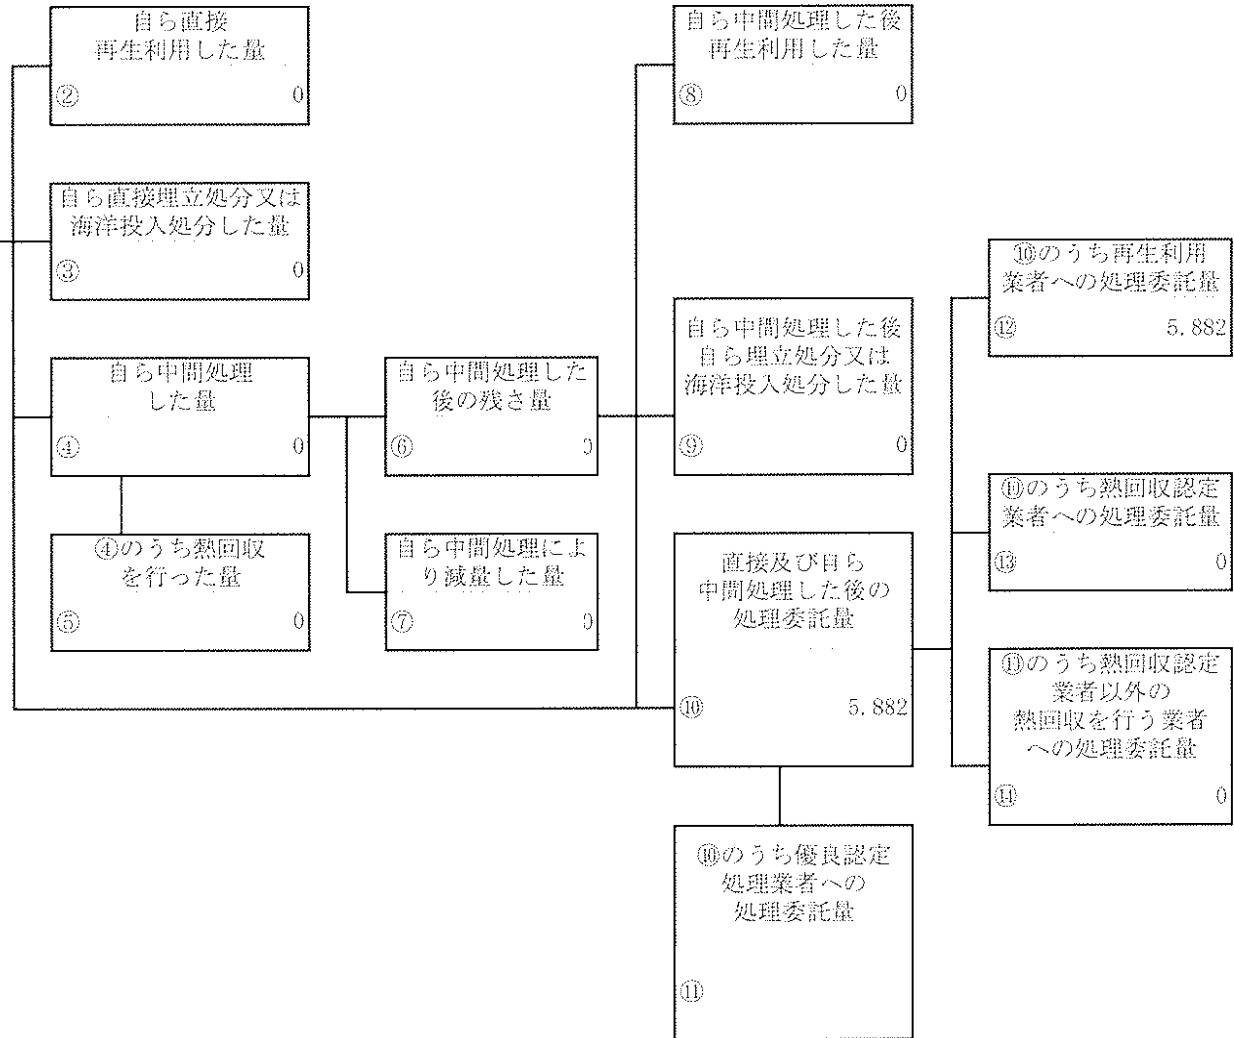 自ら直接
再生利用した量
② 0
自ら直接埋立処分又は
海洋投入処分した量
③ 0
自ら中間処理
した量
④ 0
④のうち熱回収
を行った量
⑤ 0
自ら中間処理した
後の残さ量
⑥ 0
自ら中間処理によ
り減量した量
⑦ 0
自ら中間処理した後
再生利用した量
⑧ 0
自ら中間処理した後
自ら埋立処分又は
海洋投入処分した量
⑨ 0
直接及び自ら
中間処理した後の
処理委託量
⑩ 5.882
⑩のうち優良認定
処理業者への
処理委託量
⑪
⑩のうち再生利用
業者への処理委託量
⑫ 5.882
⑩のうち熱回収認定
業者への処理委託量
⑬ 0
⑩のうち熱回収認定
業者以外の
熱回収を行う業者
への処理委託量
⑭ 0